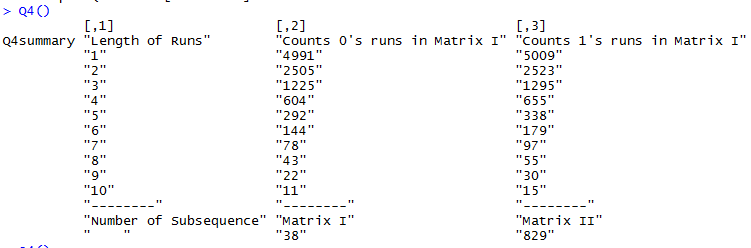 > Q4()
[,1] [,2] [,3]
Q4summary "Length of Runs" "Counts 0's runs in Matrix I" "Counts 1's runs in Matrix I"
"1" "4991" "5009"
"2" "2505" "2523"
"3" "1225" "1295"
"4" "604" "655"
"5" "292" "338"
"6" "144" "179"
"7" "78" "97"
"8" "43" "55"
"9" "22" "30"
"10" "11" "15"
"--------" "--------" "--------"
"Number of Subsequence" "Matrix I" "Matrix II"
"    " "38" "829"